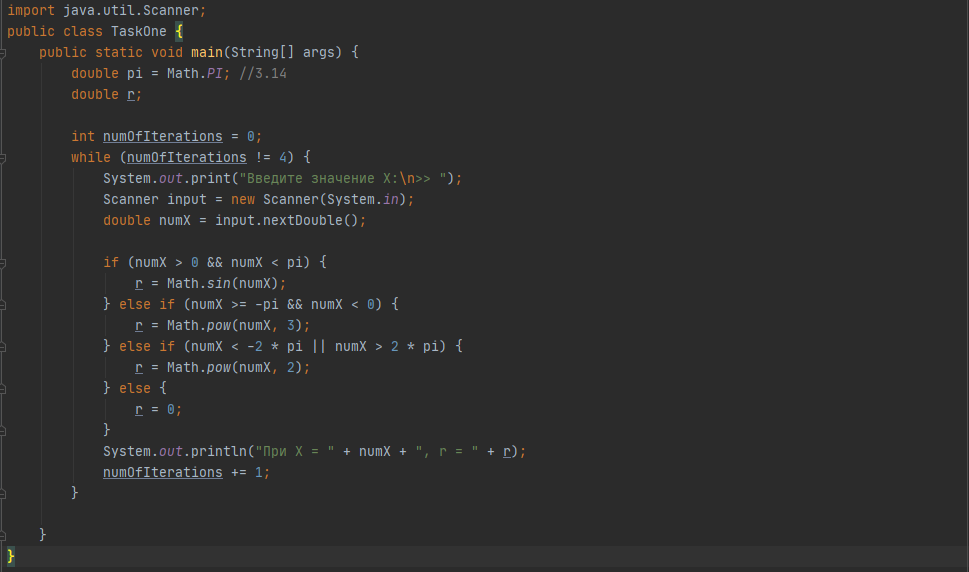 import java.util.Scanner;
public class TaskOne {
    public static void main(String[] args) {
        double pi = Math.PI; //3.14
        double r;

        int numOfIterations = 0;
        while (numOfIterations != 4) {
            System.out.print("Введите значение X:\n>> ");
            Scanner input = new Scanner(System.in);
            double numX = input.nextDouble();

            if (numX > 0 && numX < pi) {
                r = Math.sin(numX);
            } else if (numX >= -pi && numX < 0) {
                r = Math.pow(numX, 3);
            } else if (numX < -2 * pi || numX > 2 * pi) {
                r = Math.pow(numX, 2);
            } else {
                r = 0;
            }
            System.out.println("При X = " + numX + ", r = " + r);
            numOfIterations += 1;
        }

    }
}